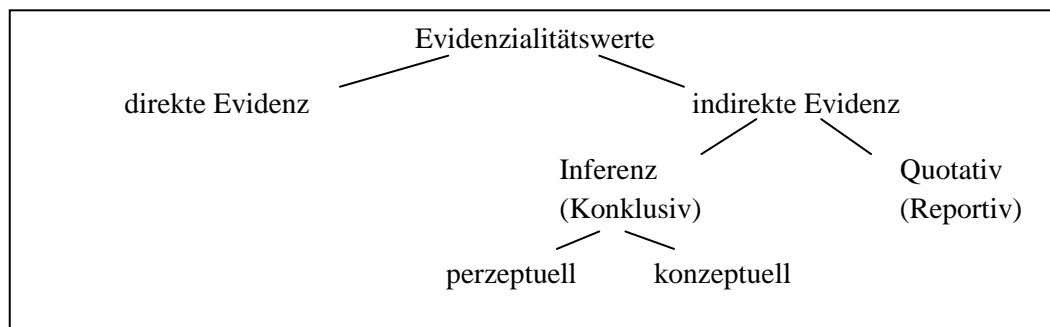 Evidenzialitätswerte
direkte Evidenz indirekte Evidenz
Inferenz Quotativ
(Konklusiv) (Reportiv)
perzeptuell konzeptuell